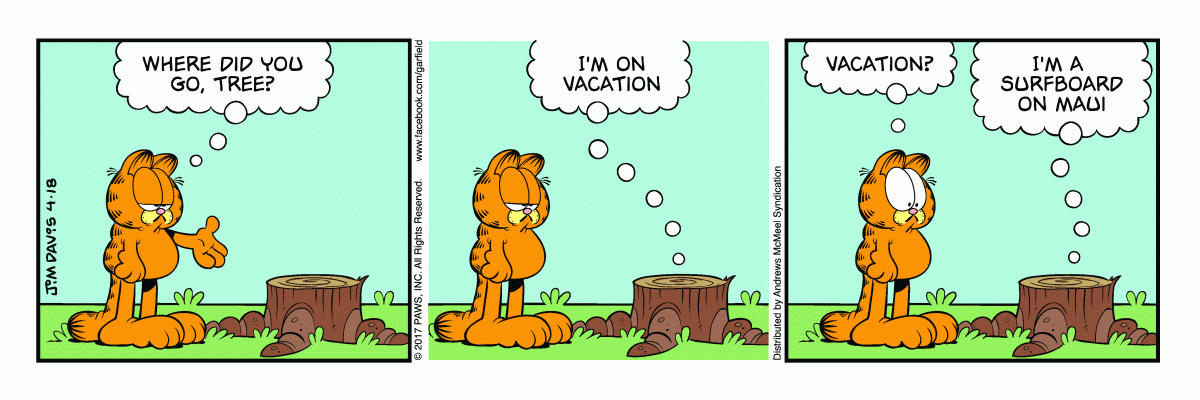 WHERE DID YOU
GO, TREE?
JIM DAVIS 4·18
© 2017 PAWS, INC. All Rights Reserved. www.facebook.com/garfield
I'M ON
VACATION
Distributed by Andrews McMeel Syndication
VACATION?
I'M A
SURFBOARD
ON MAUI